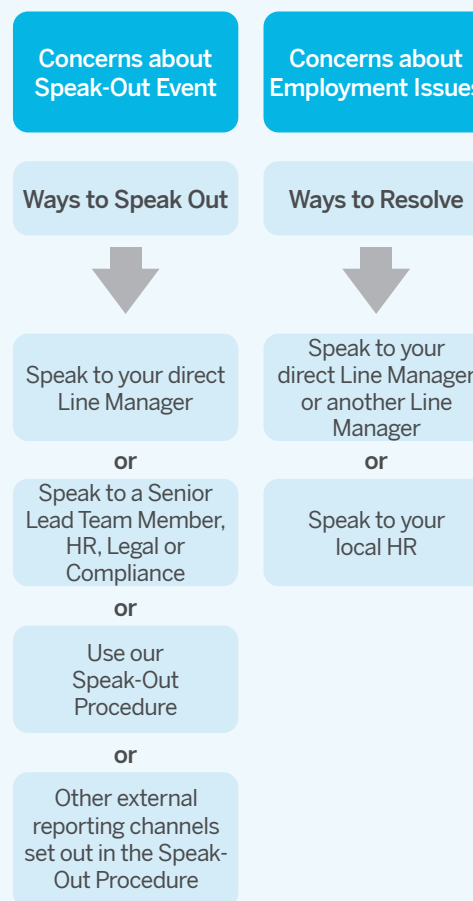 Concerns about
Speak-Out Event
Ways to Speak Out
Speak to your direct
Line Manager
or
Speak to a Senior
Lead Team Member,
HR, Legal or
Compliance
or
Use our
Speak-Out
Procedure
or
Other external
reporting channels
set out in the Speak-
Out Procedure
Concerns about
Employment Issues
Ways to Resolve
Speak to your
direct Line Manager
or another Line
Manager
or
Speak to your
local HR